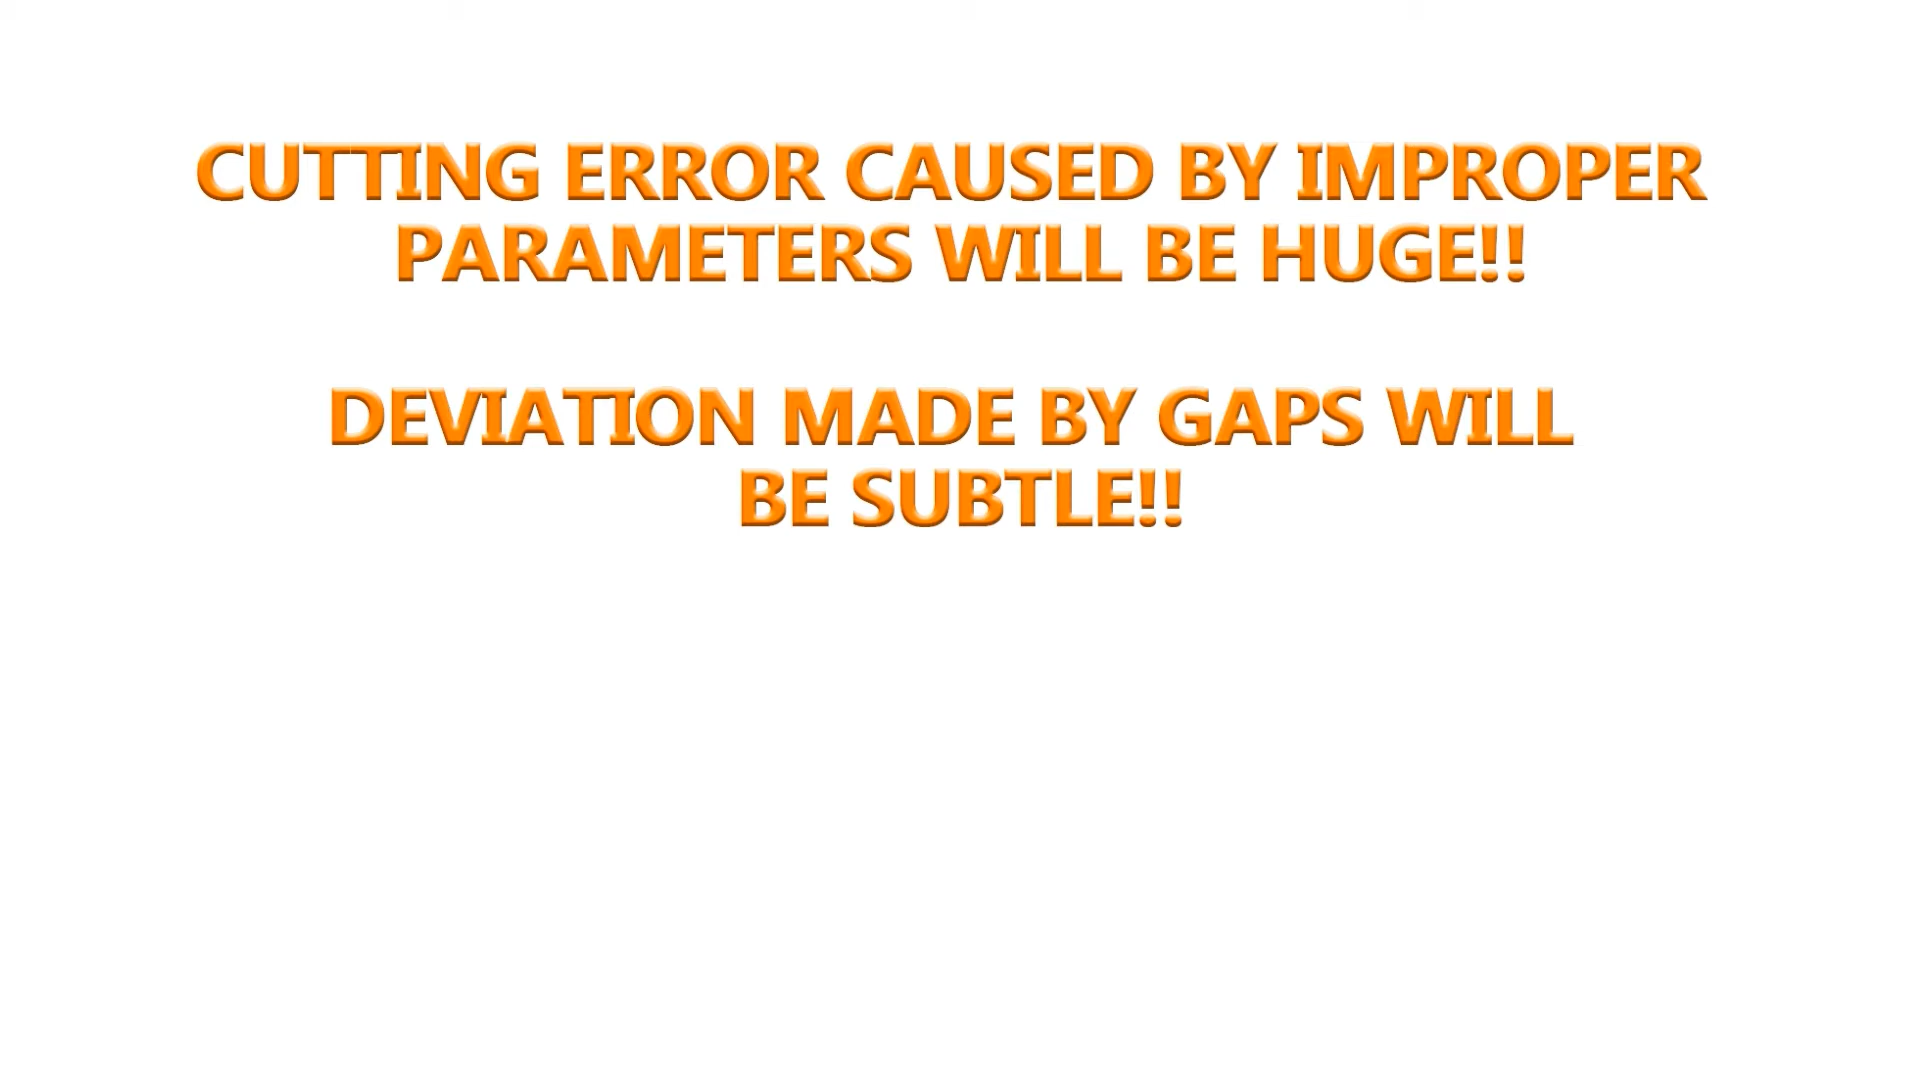 CUTTING ERROR CAUSED BY IMPROPER
PARAMETERS WILL BE HUGE!!
DEVIATION MADE BY GAPS WILL
BE SUBTLE!!